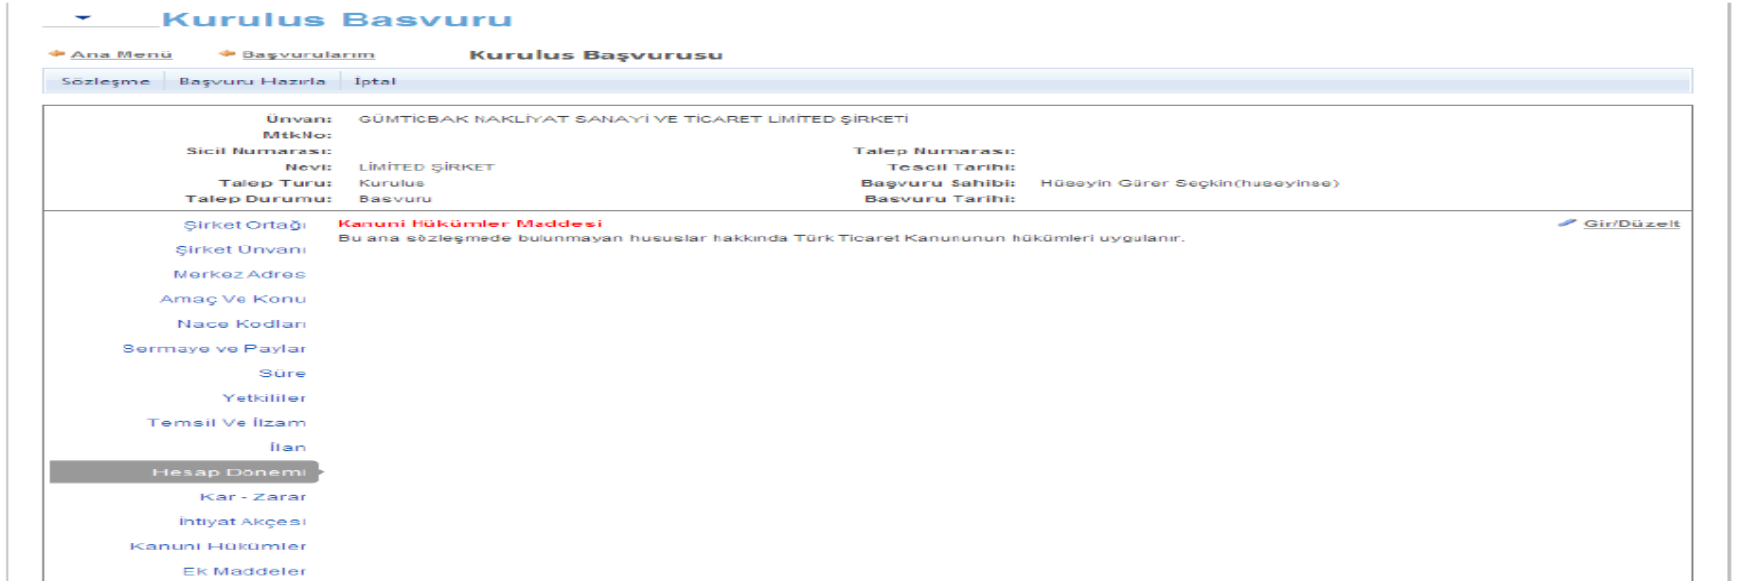 Kurulus Basvuru
Ana Menü Başvurularım Kurulus Başvurusu
Sözleşme Başvuru Hazırla İptal
Ünvan: GÜMTİCBAK NAKLİYAT SANAYİ VE TİCARET LİMİTED ŞİRKETİ
MtkNo:
Sicil Numarası: Talep Numarası:
Nevi: LİMİTED ŞİRKET Tescil Tarihi:
Talep Turu: Kurulus Başvuru Sahibi: Hüseyin Gürer Seçkin(huseyinse)
Talep Durumu: Basvuru Basvuru Tarihi:
Şirket Ortağı Kanuni Hükümler Maddesi Gir/Düzelt
Bu ana sözleşmede bulunmayan hususlar hakkında Türk Ticaret Kanununun hükümleri uygulanır.
Şirket Ünvanı
Merkez Adres
Amaç Ve Konu
Nace Kodları
Sermaye ve Paylar
Süre
Yetkililer
Temsil Ve İlzam
İlan
Hesap Dönemi
Kar - Zarar
İhtiyat Akçesi
Kanuni Hükümler
Ek Maddeler